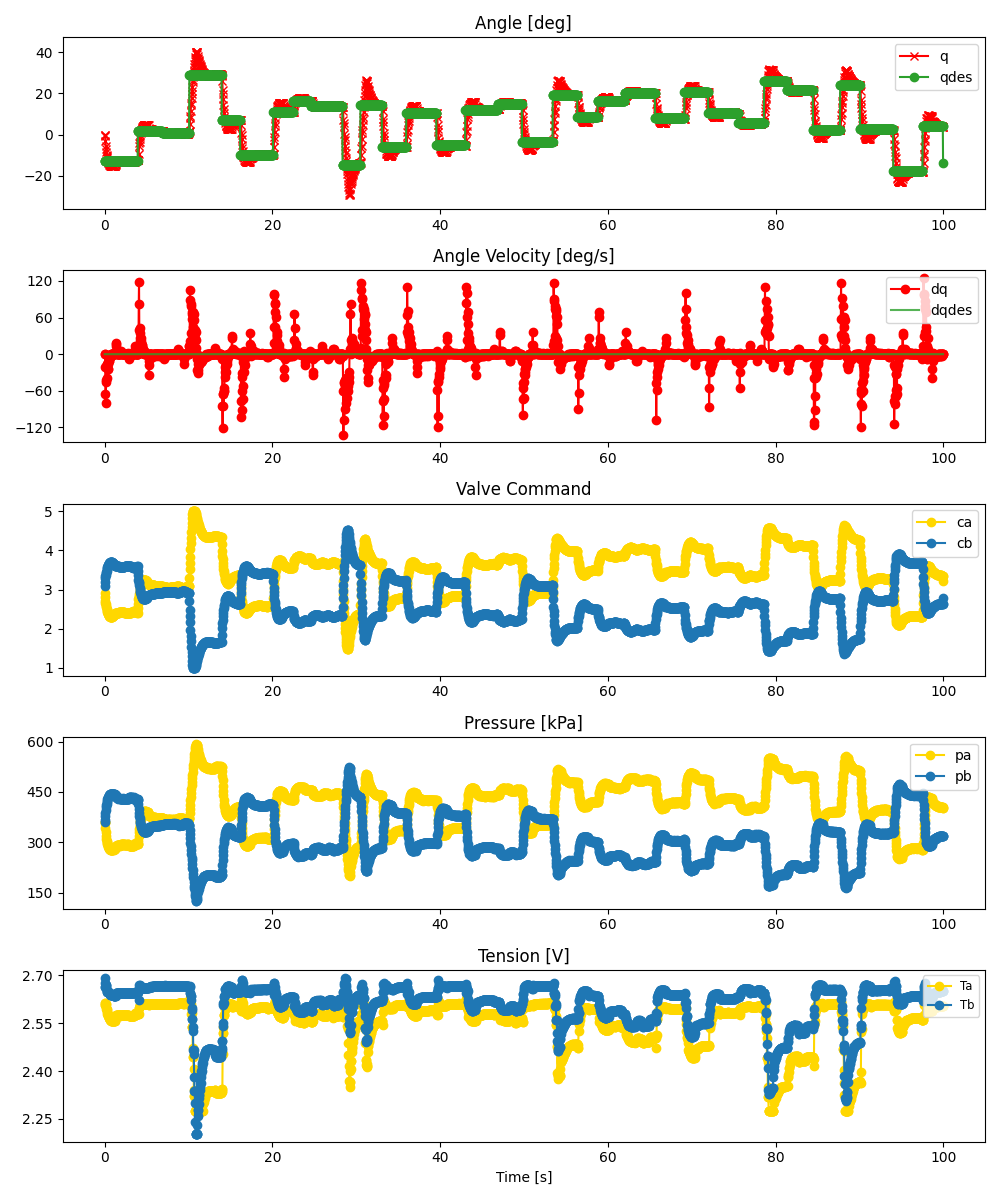 Angle [deg]
40
20
0
−20
q
qdes
0 20 40 60 80 100
Angle Velocity [deg/s]
120
60
0
−60
−120
dq
dqdes
0 20 40 60 80 100
Valve Command
5
4
3
2
1
ca
cb
0 20 40 60 80 100
Pressure [kPa]
600
450
300
150
pa
pb
0 20 40 60 80 100
Tension [V]
2.70
2.55
2.40
2.25
Ta
Tb
0 20 40 60 80 100
Time [s]